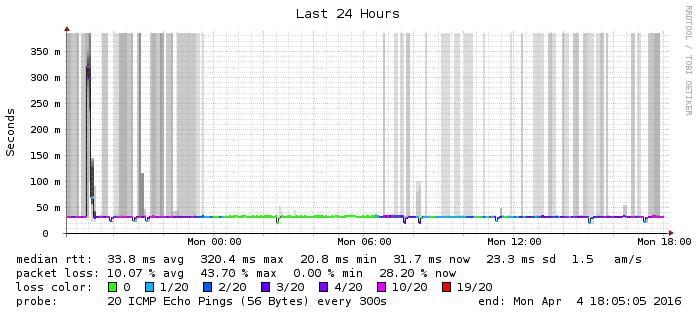 Last 24 Hours
RRDTOOL / TOBI OETIKER
Seconds
350 m
300 m
250 m
200 m
150 m
100 m
50 m
0
Mon 00:00 Mon 06:00 Mon 12:00 Mon 18:00
median rtt: 33.8 ms avg 320.4 ms max 20.8 ms min 31.7 ms now 23.3 ms sd 1.5 am/s
packet loss: 10.07 % avg 43.70 % max 0.00 % min 28.20 % now
loss color: 0 1/20 2/20 3/20 4/20 10/20 19/20
probe: 20 ICMP Echo Pings (56 Bytes) every 300s end: Mon Apr 4 18:05:05 2016